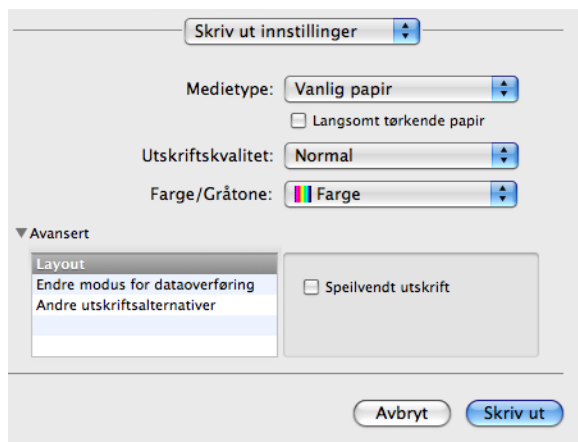 Skriv ut innstillinger
Medietype: Vanlig papir
Langsomt tørkende papir
Utskriftskvalitet: Normal
Farge/Gråtone: Farge
Avansert
Layout
Endre modus for dataoverføring
Andre utskriftsalternativer
Speilvendt utskrift
Avbryt Skriv ut